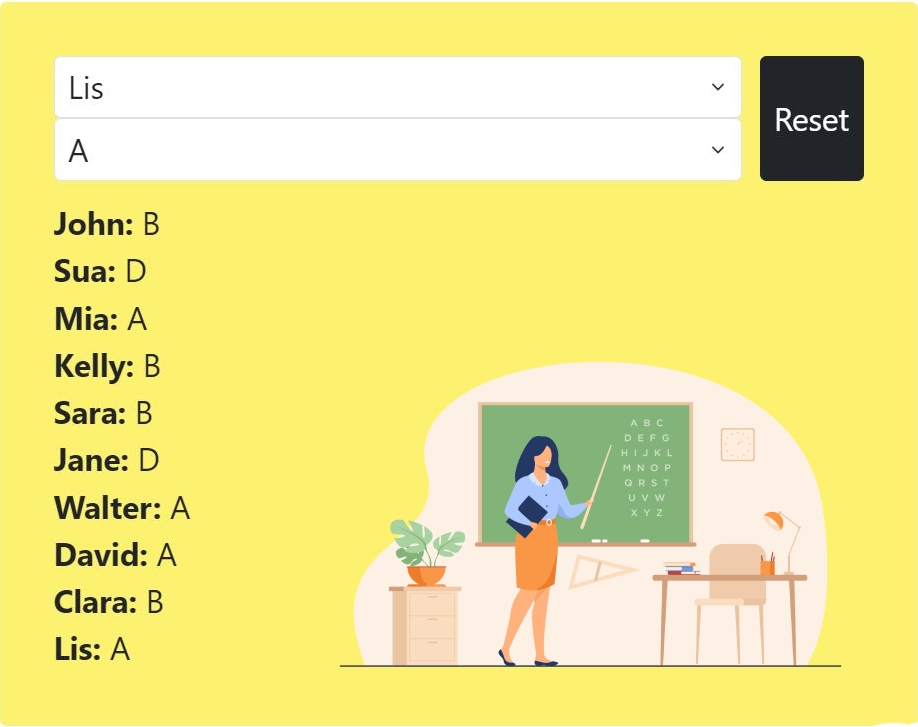 Lis
Reset
A
John: B
Sua: D
Mia: A
Kelly: B
Sara: B
Jane: D
Walter: A
David: A
Clara: B
Lis: A
A B C
D E F G
H I J K L
M N O P
Q R S T
U V W
X Y Z